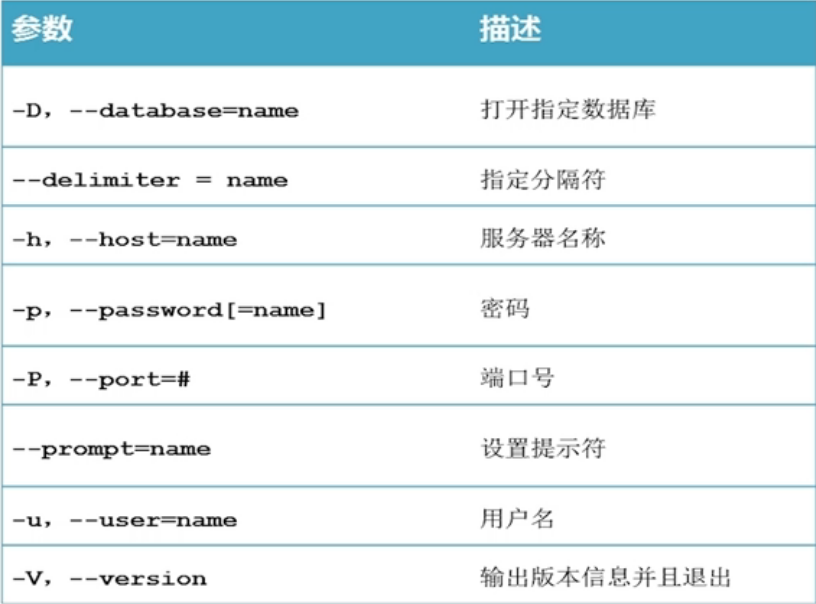 参数 描述
-D，--database=name 打开指定数据库
--delimiter = name 指定分隔符
-h，--host=name 服务器名称
-p，--password[=name] 密码
-P，--port=# 端口号
--prompt=name 设置提示符
-u，--user=name 用户名
-V，--version 输出版本信息并且退出